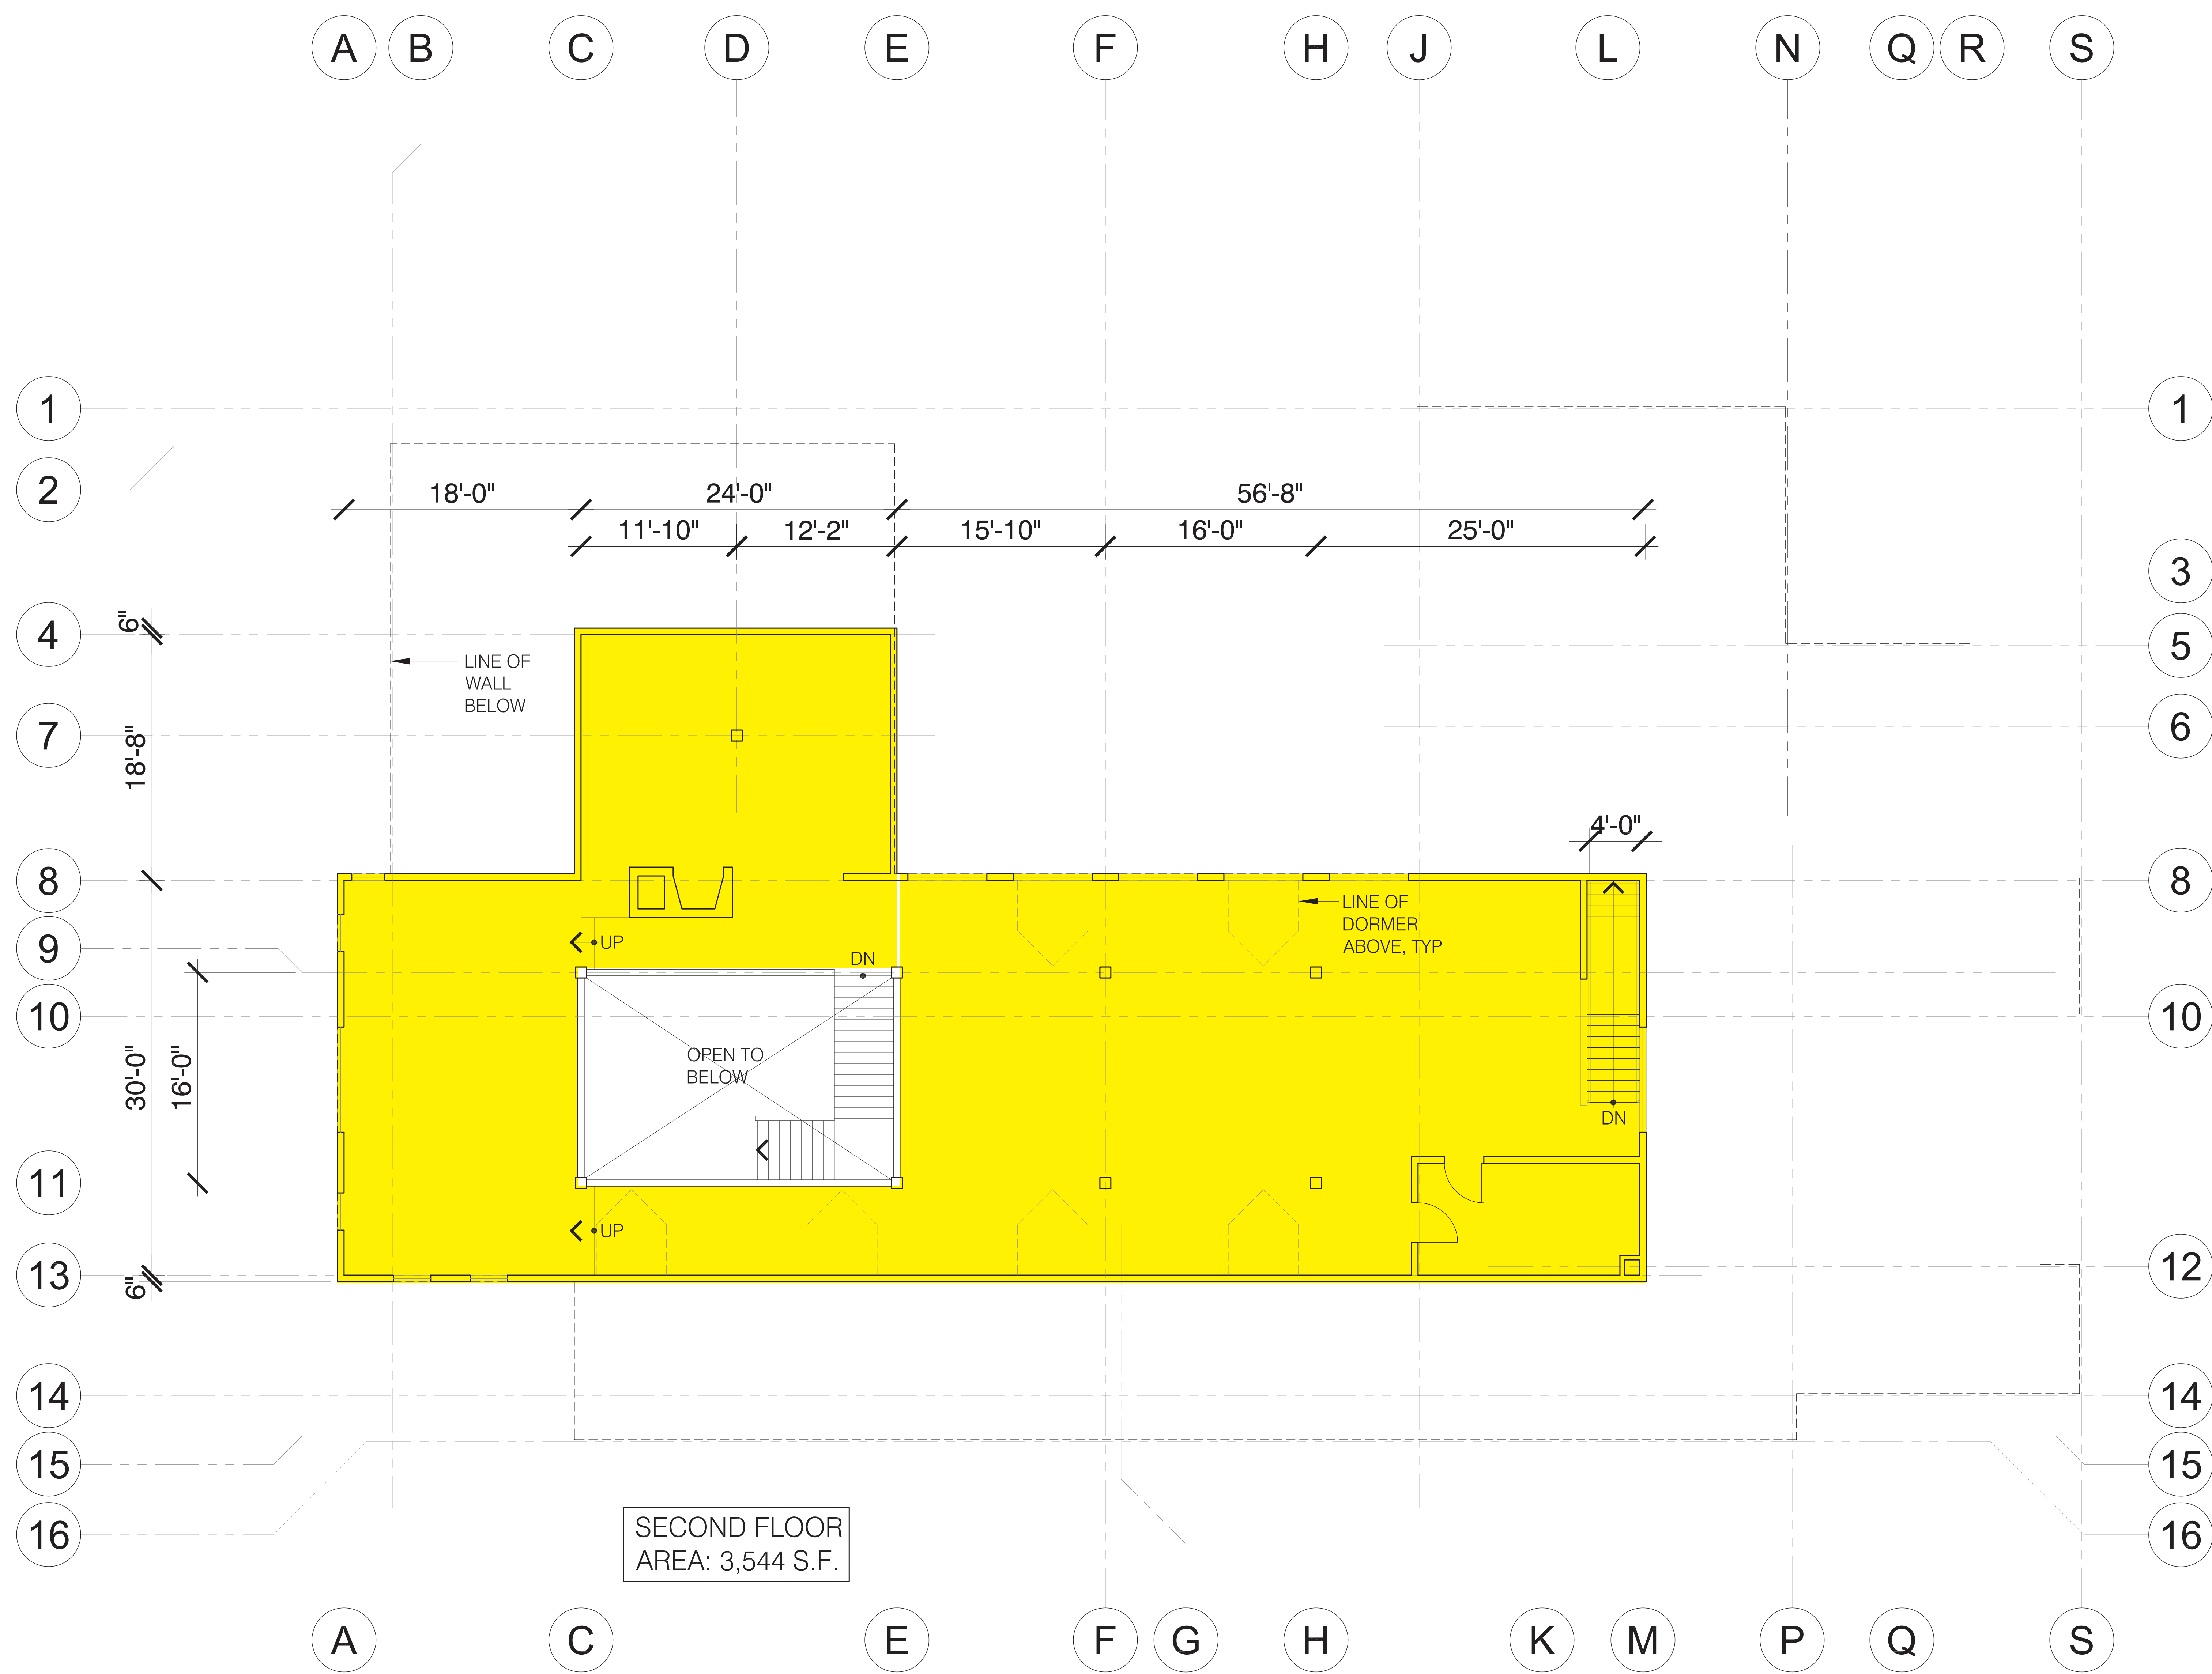 A B C D E F H J L N Q R S
1 1
2
18'-0" 24'-0" 56'-8"
11'-10" 12'-2" 15'-10" 16'-0" 25'-0"
3
6"
4 5
LINE OF
WALL
BELOW
7 6
18'-8"
4'-0"
8 8
LINE OF
DORMER
ABOVE, TYP
9
UP
DN
10 10
OPEN TO
BELOW
30'-0"
16'-0"
DN
11
UP
13 12
6"
14 14
15 15
SECOND FLOOR
AREA: 3,544 S.F.
16 16
A C E F G H K M P Q S